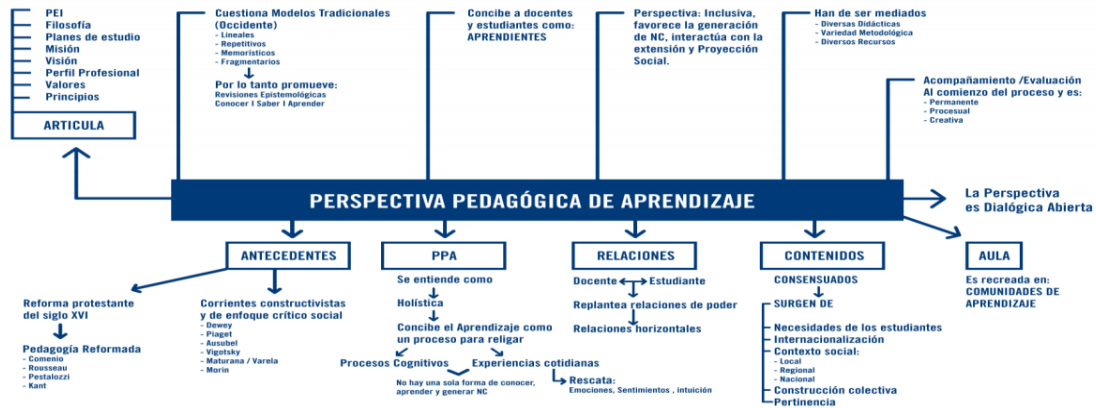 PEI
Filosofía
Planes de estudio
Misión
Visión
Perfil Profesional
Valores
Principios
ARTICULA
Cuestiona Modelos Tradicionales
(Occidente)
- Lineales
- Repetitivos
- Memorísticos
- Fragmentarios
Por lo tanto promueve:
Revisiones Epistemológicas
Conocer I Saber I Aprender
Concibe a docentes
y estudiantes como:
APRENDIENTES
Perspectiva: Inclusiva,
favorece la generación
de NC, interactúa con la
extensión y Proyección
Social.
Han de ser mediados
- Diversas Didácticas
- Variedad Metodológica
- Diversos Recursos
Acompañamiento /Evaluación
Al comienzo del proceso y es:
- Permanente
- Procesual
- Creativa
PERSPECTIVA PEDAGÓGICA DE APRENDIZAJE
La Perspectiva
es Dialógica Abierta
ANTECEDENTES
Reforma protestante
del siglo XVI
Pedagogía Reformada
- Comenio
- Rousseau
- Pestalozzi
- Kant
Corrientes constructivistas
y de enfoque crítico social
- Dewey
- Piaget
- Ausubel
- Vigotsky
- Maturana / Varela
- Morin
PPA
Se entiende como
Holística
Concibe el Aprendizaje como
un proceso para religar
Procesos Cognitivos
Experiencias cotidianas
No hay una sola forma de conocer,
aprender y generar NC
Rescata:
Emociones, Sentimientos , intuición
RELACIONES
Docente
Estudiante
Replantea relaciones de poder
Relaciones horizontales
CONTENIDOS
CONSENSUADOS
SURGEN DE
Necesidades de los estudiantes
Internacionalización
Contexto social:
- Local
- Regional
- Nacional
Construcción colectiva
Pertinencia
AULA
Es recreada en:
COMUNIDADES DE
APRENDIZAJE